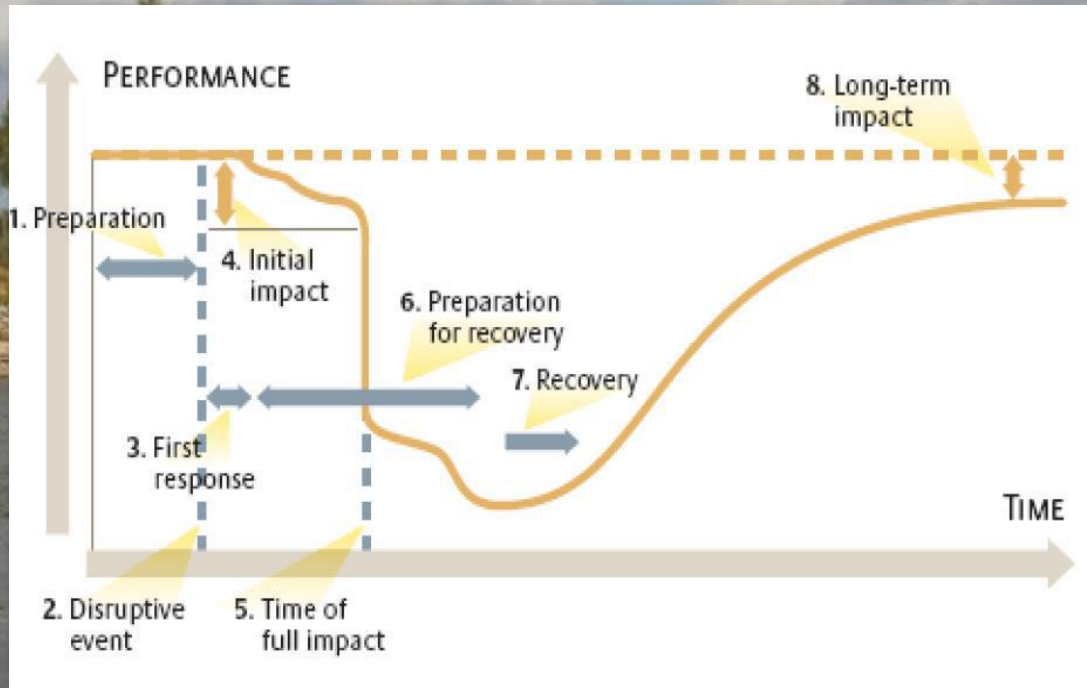 PERFORMANCE
8. Long-term
impact
1. Preparation
4. Initial
impact
6. Preparation
for recovery
7. Recovery
3. First
response
TIME
2. Disruptive
event
5. Time of
full impact